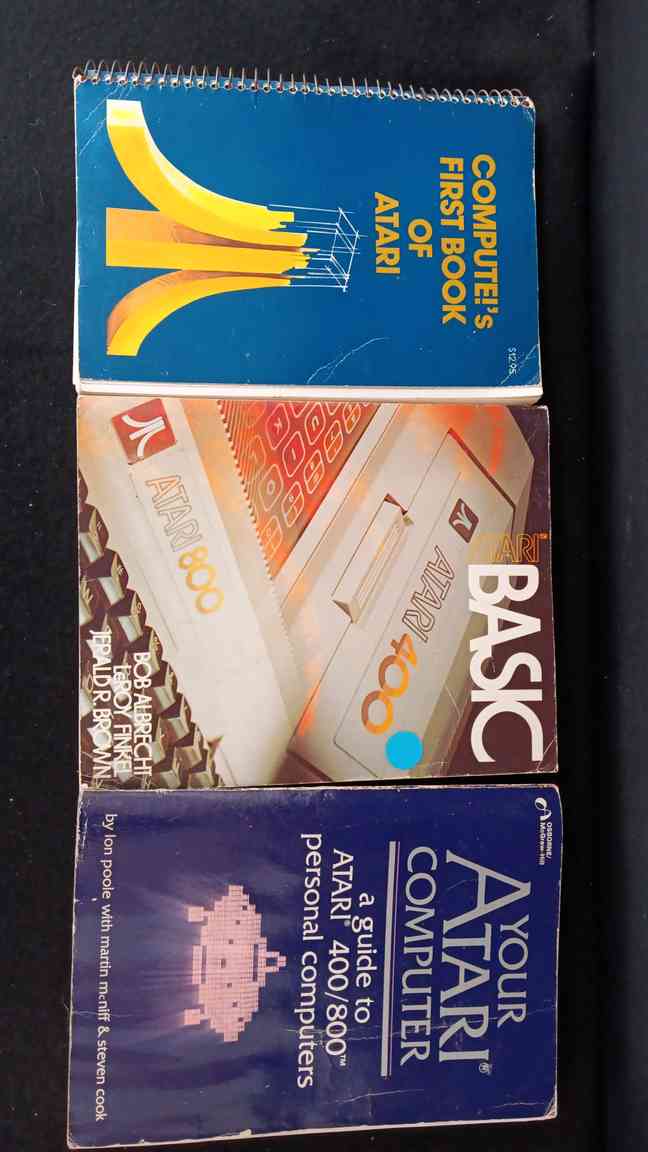 COMPUTE!'s
FIRST BOOK
OF
ATARI
$12.95
ATARI™
BASIC
ATARI 400
ATARI 800
BOB ALBRECHT
LeROY FINKEL
JERALD R. BROWN
OSBORNE/
McGraw-Hill
YOUR
ATARI®
COMPUTER
a guide to
ATARI® 400/800™
personal computers
by lon poole with martin mcniff & steven cook